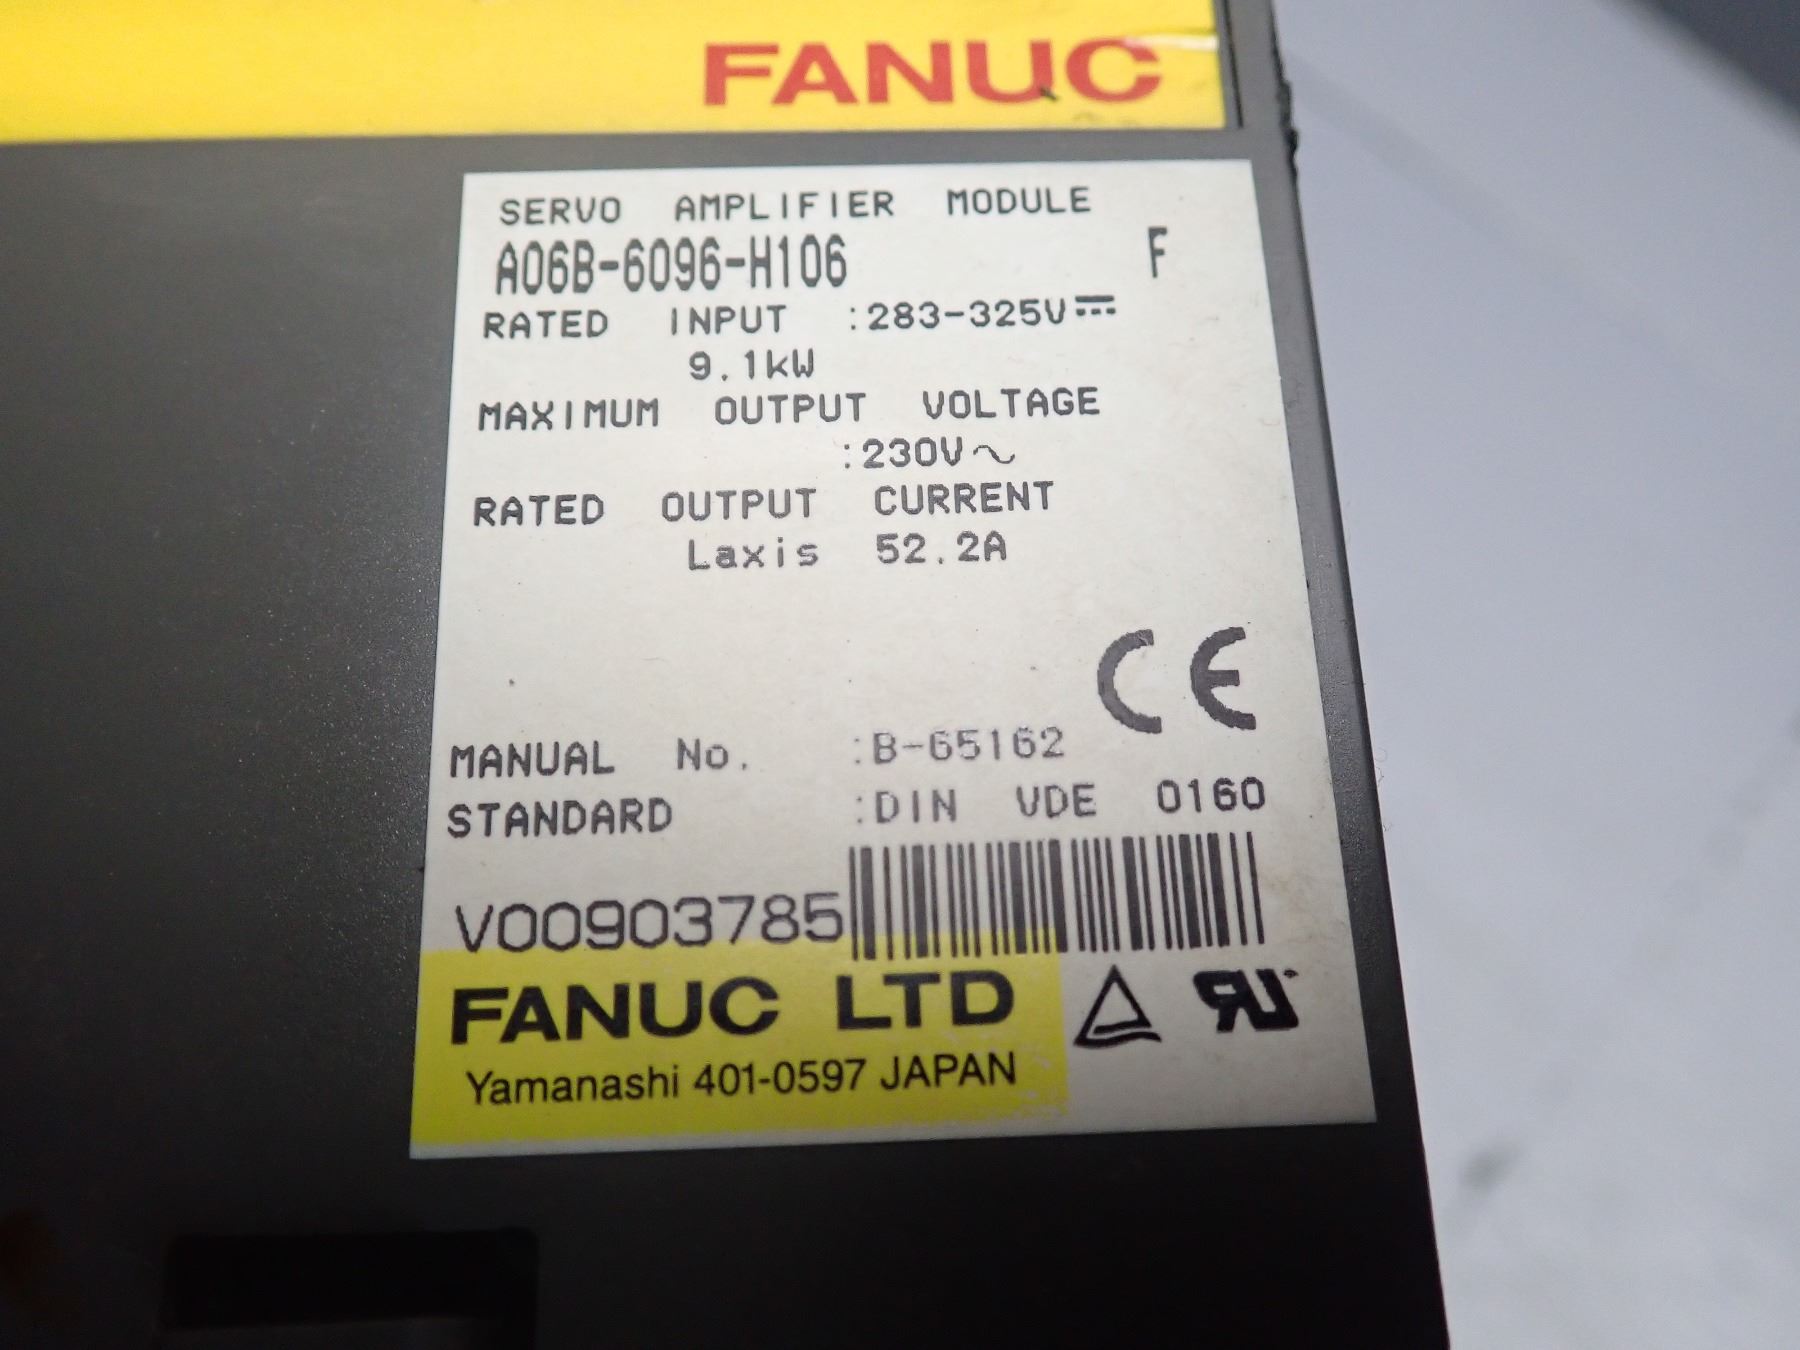 FANUC
SERVO AMPLIFIER MODULE
A06B-6096-H106 F
RATED INPUT :283-325V⎓
9.1kW
MAXIMUM OUTPUT VOLTAGE
:230V~
RATED OUTPUT CURRENT
Laxis 52.2A
CE
MANUAL No. :B-65162
STANDARD :DIN VDE 0160
V00903785
FANUC LTD
Yamanashi 401-0597 JAPAN